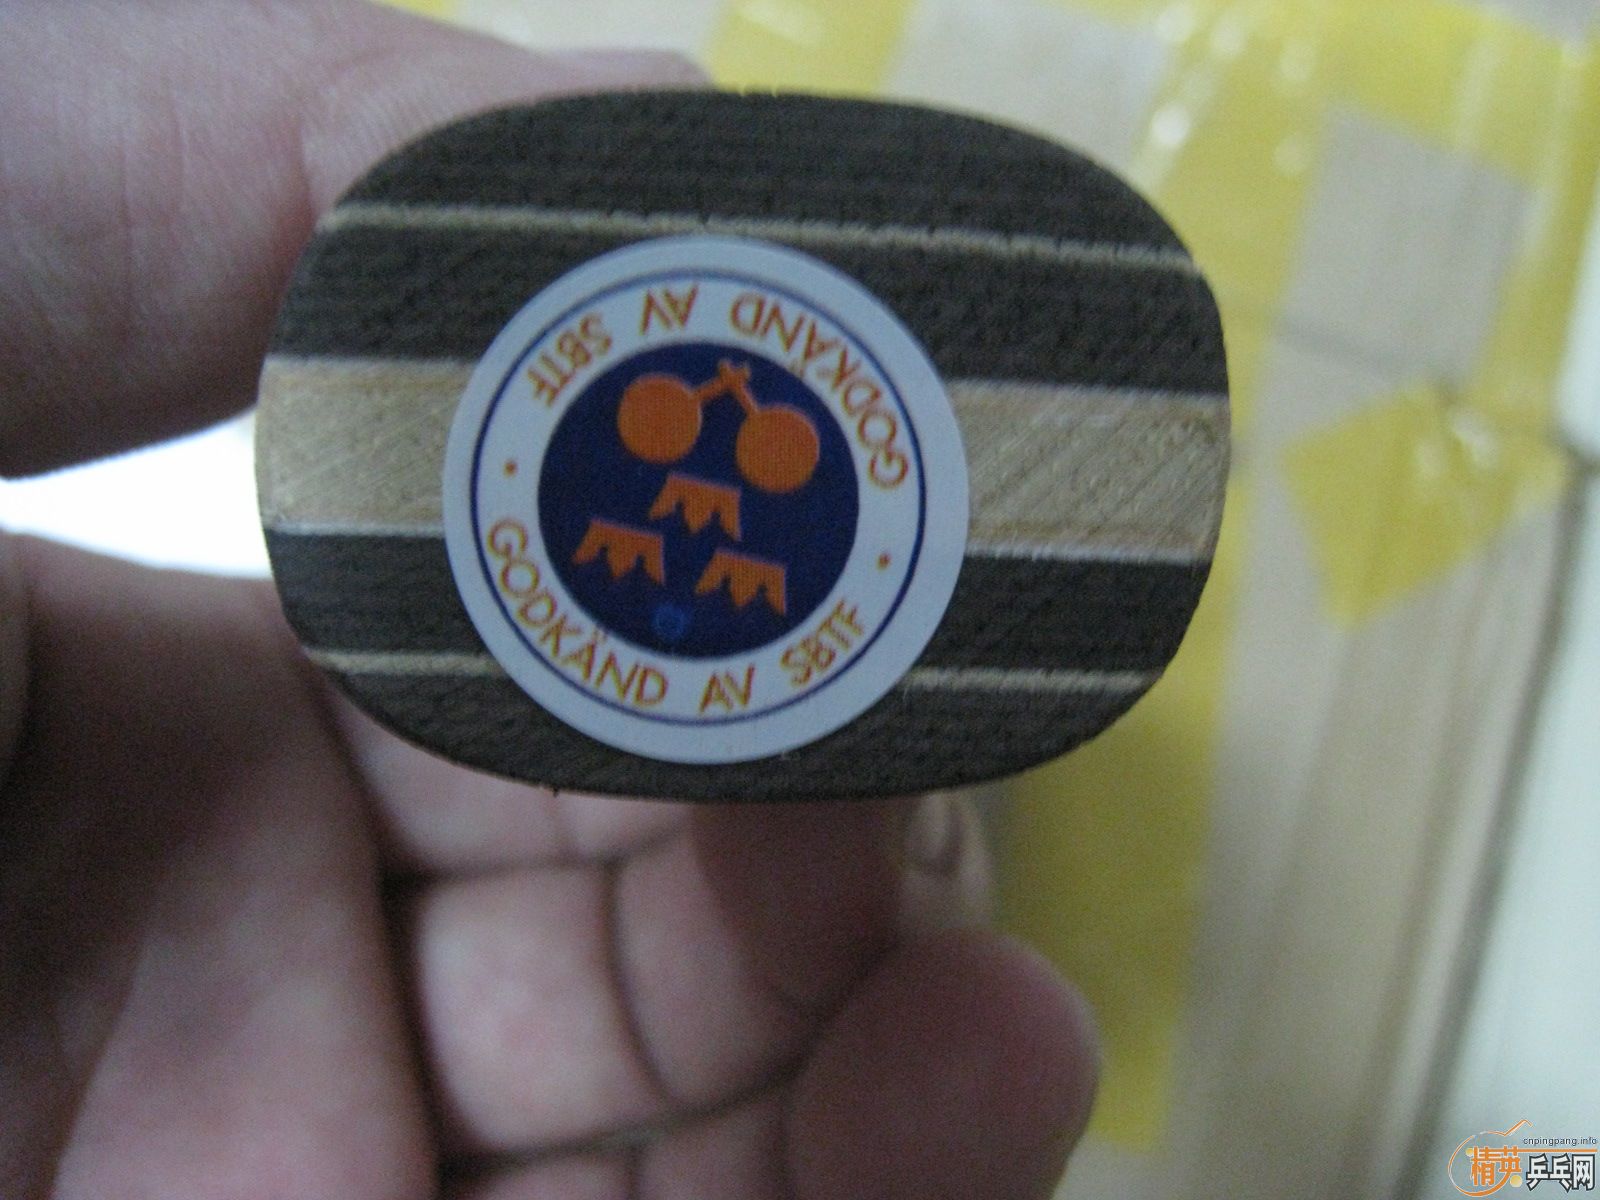 GODKÄND AV SBTF
GODKÄND AV SBTF
cnpingpang.info
精英乒乓网